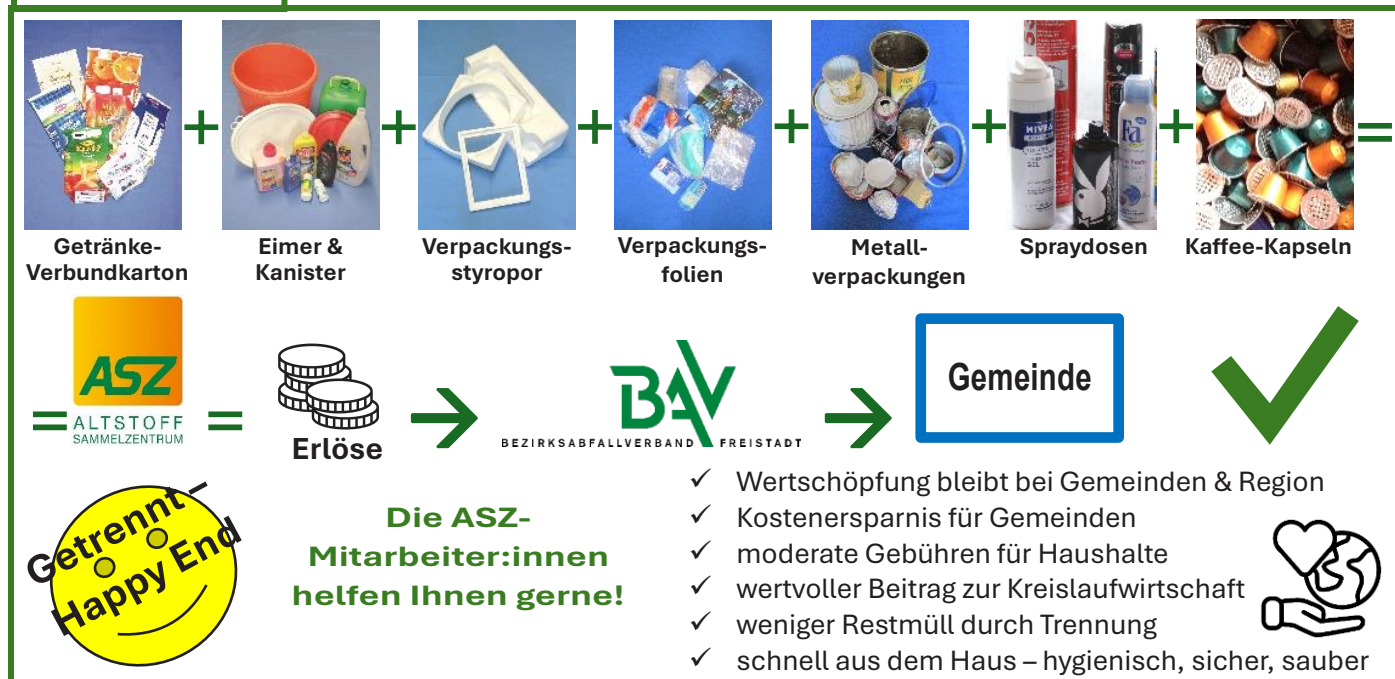 + + + + + + =
NIVEA
Fa
Getränke-
Verbundkarton
Eimer &
Kanister
Verpackungs-
styropor
Verpackungs-
folien
Metall-
verpackungen
Spraydosen
Kaffee-Kapseln
= ASZ =
ALTSTOFF
SAMMELZENTRUM
Erlöse
BAV
BEZIRKSABFALLVERBAND FREISTADT
Gemeinde
Getrennt –
Happy End
Die ASZ-
Mitarbeiter:innen
helfen Ihnen gerne!
✓ Wertschöpfung bleibt bei Gemeinden & Region
✓ Kostenersparnis für Gemeinden
✓ moderate Gebühren für Haushalte
✓ wertvoller Beitrag zur Kreislaufwirtschaft
✓ weniger Restmüll durch Trennung
✓ schnell aus dem Haus – hygienisch, sicher, sauber